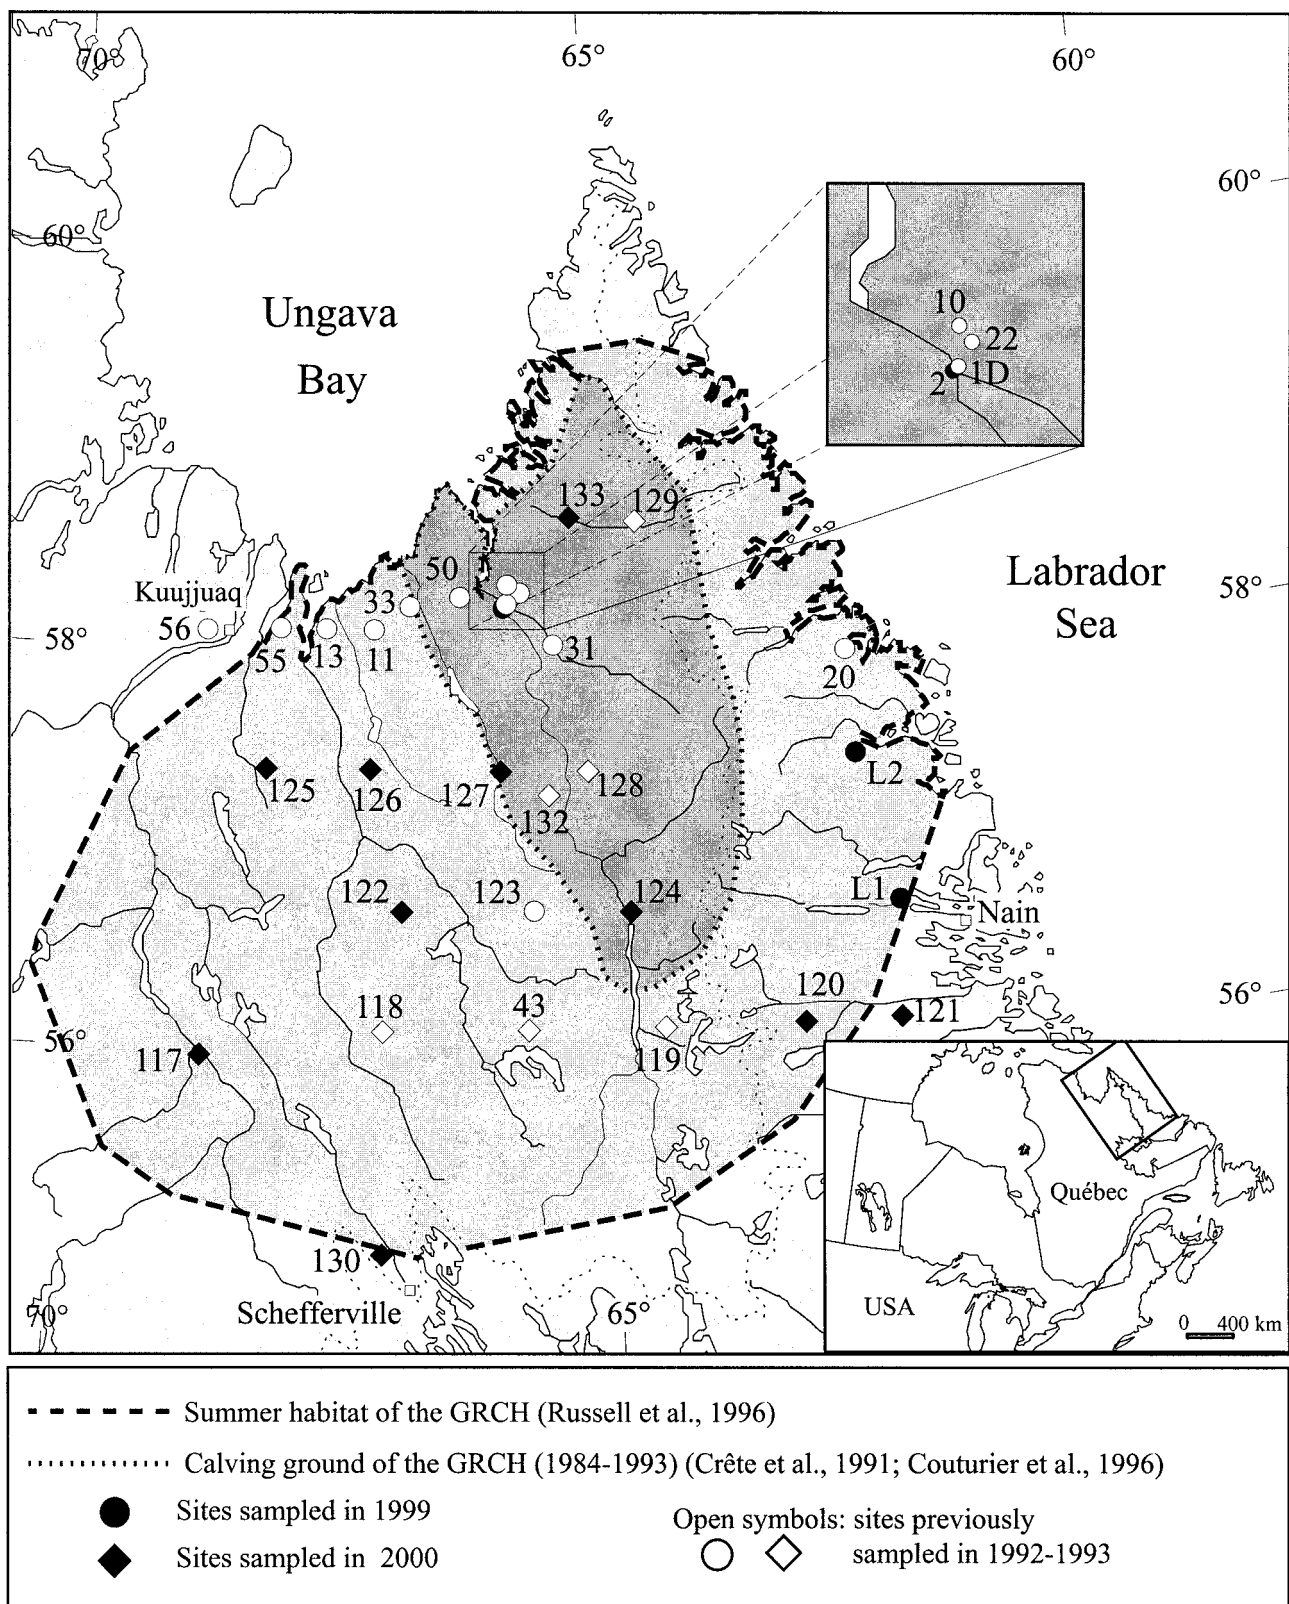 70°
65°
60°
60°
60°
Ungava
Bay
10
22
1D
2
133
129
50
Kuujjuaq
33
56
58°
55
13
11
31
20
Labrador
Sea
58°
125
126
127
128
132
L2
122
123
124
L1
Nain
118
43
119
120
121
56°
56°
117
130
Schefferville
70°
65°
Québec
USA
0 400 km
Summer habitat of the GRCH (Russell et al., 1996)
Calving ground of the GRCH (1984-1993) (Crête et al., 1991; Couturier et al., 1996)
Sites sampled in 1999
Sites sampled in 2000
Open symbols: sites previously
sampled in 1992-1993